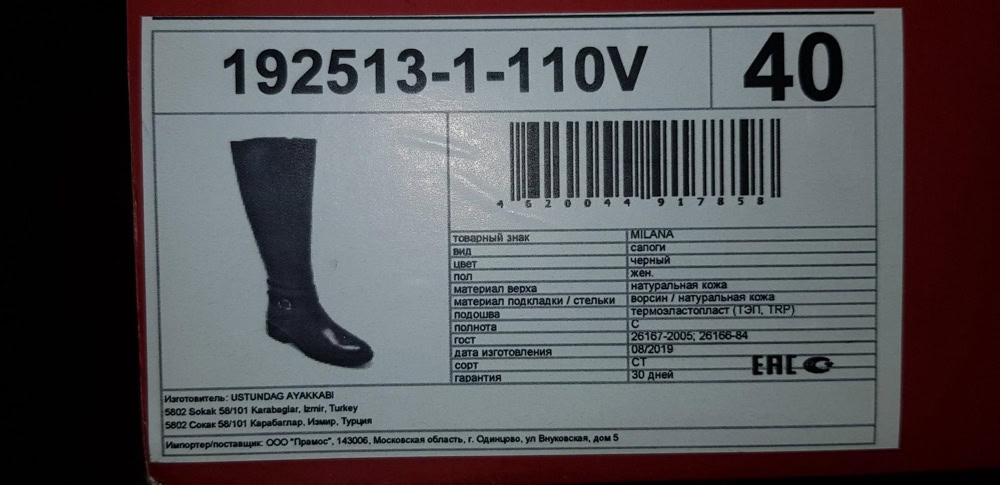 192513-1-110V 40
4 620044 917858
товарный знак MILANA
вид сапоги
цвет черный
пол жен.
материал верха натуральная кожа
материал подкладки / стельки ворсин / натуральная кожа
подошва термоэластопласт (ТЭП, TRP)
полнота С
гост 26167-2005; 26166-84
дата изготовления 08/2019
сорт СТ
гарантия 30 дней
EAC
Изготовитель: USTUNDAG AYAKKABI
5802 Sokak 58/101 Karabaglar, Izmir, Turkey
5802 Сокак 58/101 Карабаглар, Измир, Турция
Импортер/поставщик: ООО "Прамос", 143006, Московская область, г. Одинцово, ул Внуковская, дом 5